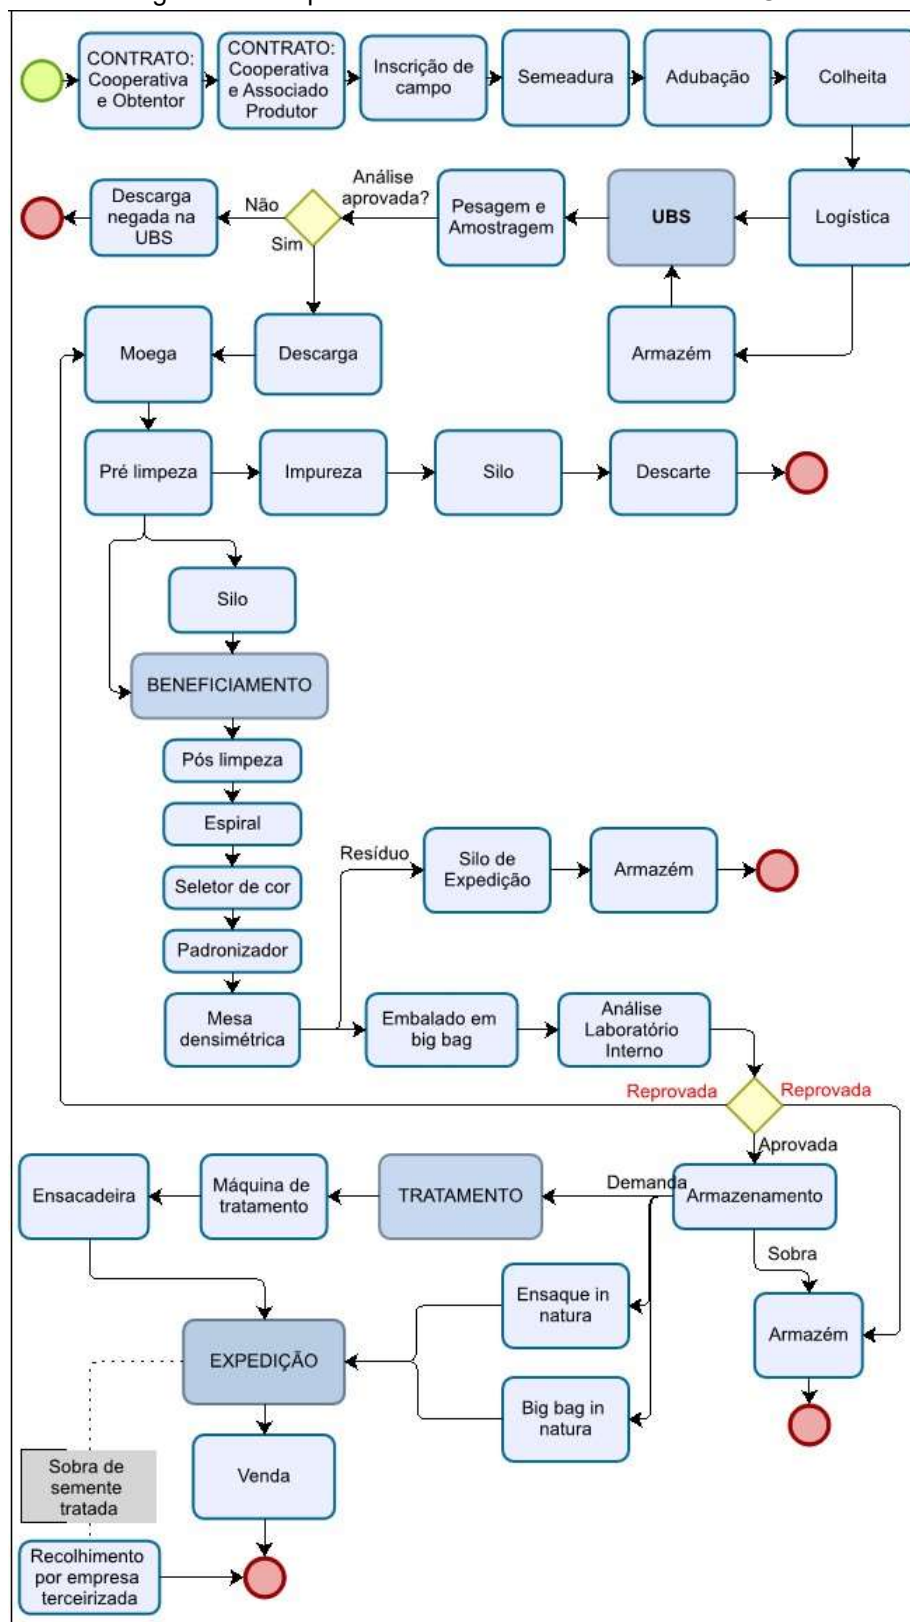 CONTRATO:
Cooperativa
e Obtentor
CONTRATO:
Cooperativa
e Associado
Produtor
Inscrição de
campo
Semeadura
Adubação
Colheita
Descarga
negada na
UBS
Não
Sim
Análise
aprovada?
Pesagem e
Amostragem
UBS
Logística
Moega
Descarga
Armazém
Pré limpeza
Impureza
Silo
Descarte
Silo
BENEFICIAMENTO
Pós limpeza
Espiral
Seletor de cor
Padronizador
Mesa
densimétrica
Resíduo
Silo de
Expedição
Armazém
Embalado em
big bag
Análise
Laboratório
Interno
Reprovada
Reprovada
Aprovada
Ensacadeira
Máquina de
tratamento
TRATAMENTO
Demanda
Armazenamento
Sobra
Ensaque in
natura
Armazém
EXPEDIÇÃO
Big bag in
natura
Sobra de
semente
tratada
Venda
Recolhimento
por empresa
terceirizada